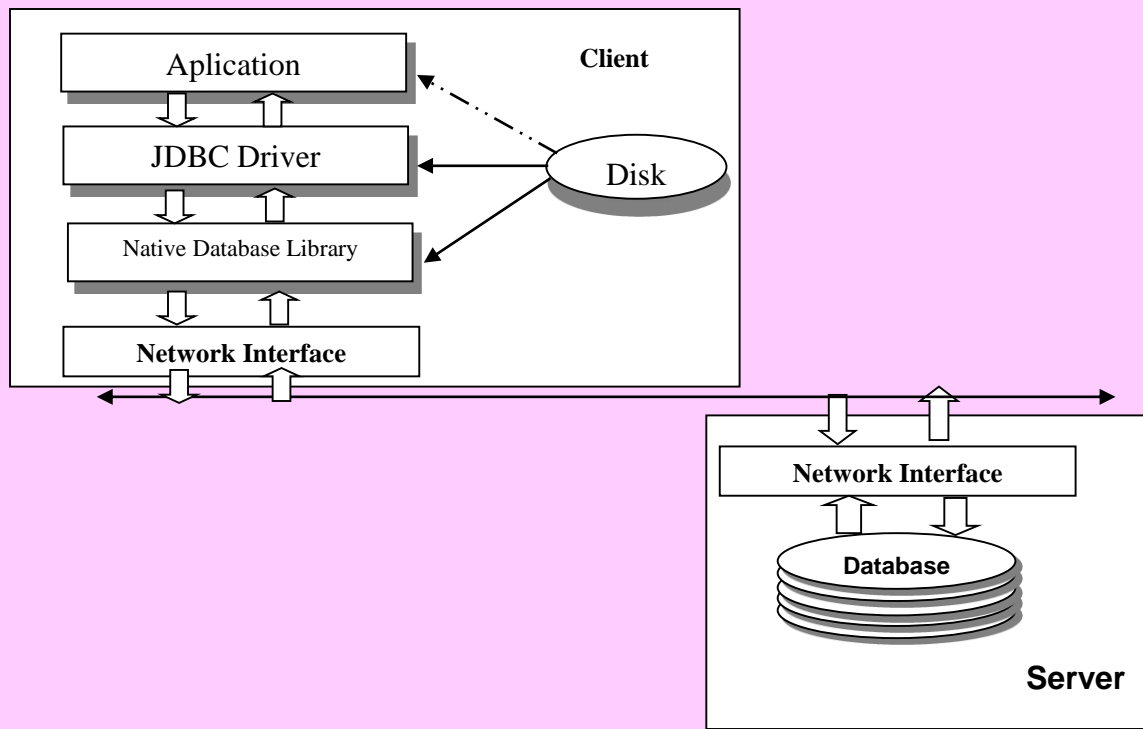 Aplication
Client
JDBC Driver
Disk
Native Database Library
Network Interface
Network Interface
Database
Server